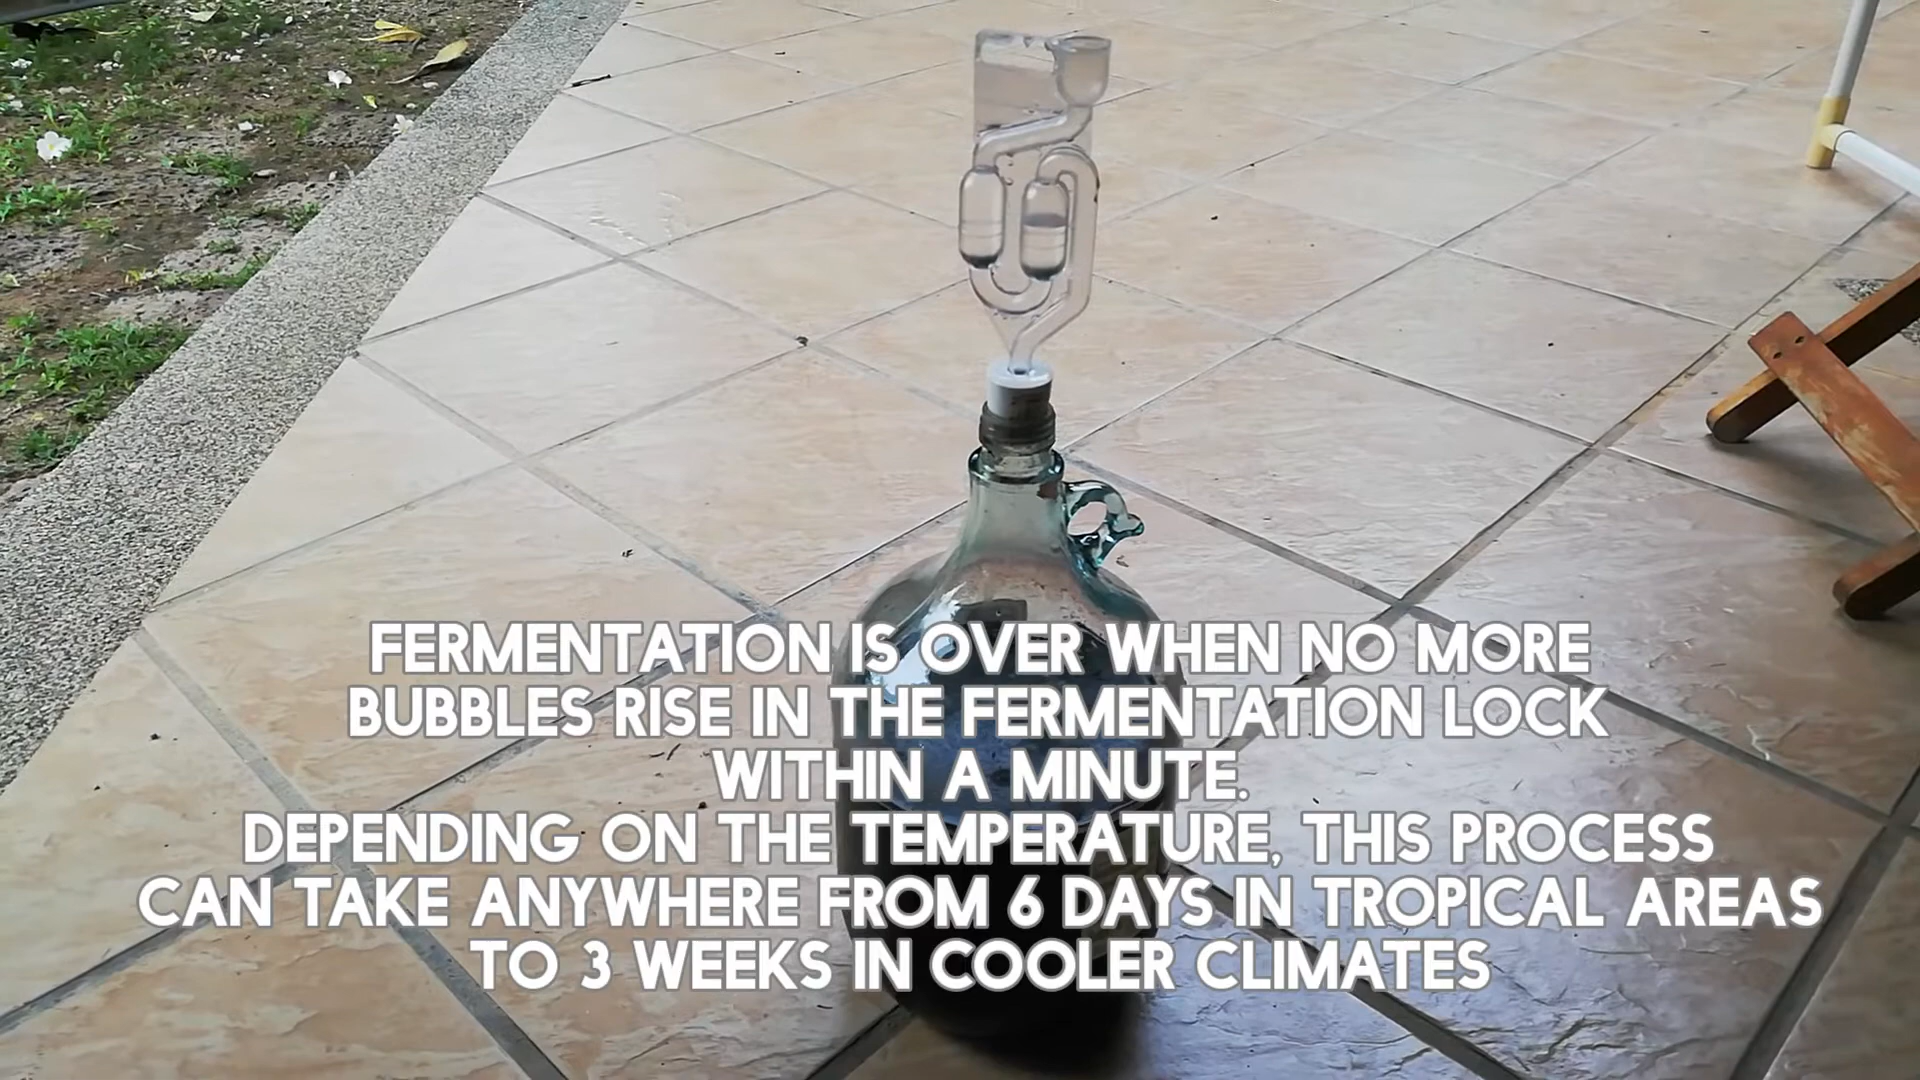 FERMENTATION IS OVER WHEN NO MORE
BUBBLES RISE IN THE FERMENTATION LOCK
WITHIN A MINUTE.
DEPENDING ON THE TEMPERATURE, THIS PROCESS
CAN TAKE ANYWHERE FROM 6 DAYS IN TROPICAL AREAS
TO 3 WEEKS IN COOLER CLIMATES